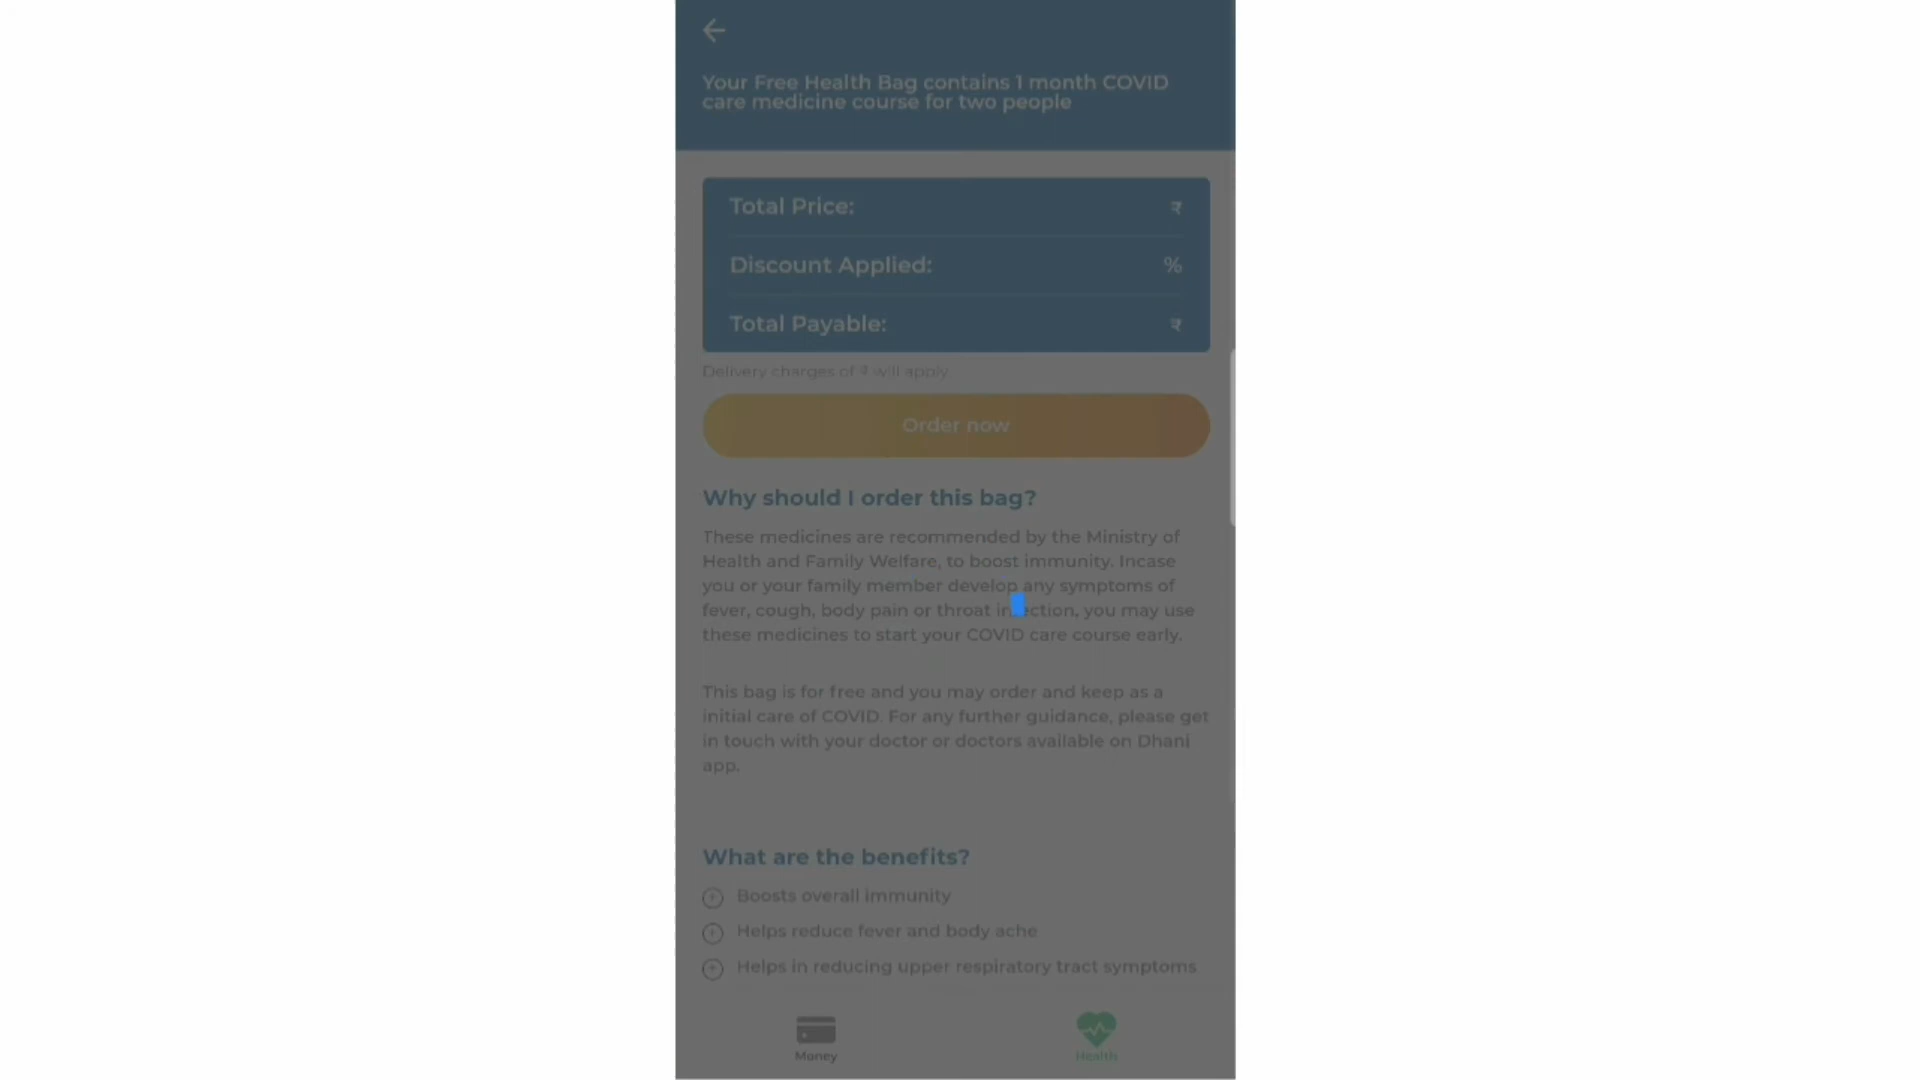 Your Free Health Bag contains 1 month COVID
care medicine course for two people
Total Price: ₹
Discount Applied: %
Total Payable: ₹
Delivery charges of ₹ will apply.
Order now
Why should I order this bag?
These medicines are recommended by the Ministry of
Health and Family Welfare, to boost immunity. Incase
you or your family member develop any symptoms of
fever, cough, body pain or throat infection, you may use
these medicines to start your COVID care course early.
This bag is for free and you may order and keep as a
initial care of COVID. For any further guidance, please get
in touch with your doctor or doctors available on Dhani
app.
What are the benefits?
Boosts overall immunity
Helps reduce fever and body ache
Helps in reducing upper respiratory tract symptoms
Money
Health